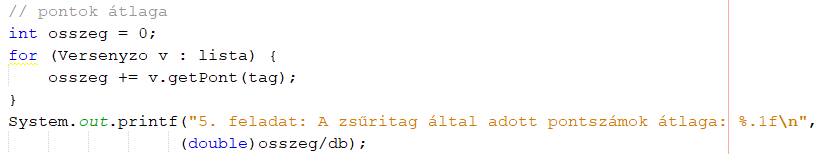 // pontok átlaga
int osszeg = 0;
for (Versenyzo v : lista) {
    osszeg += v.getPont(tag);
}
System.out.printf("5. feladat: A zsűritag által adott pontszámok átlaga: %.1f\n",
                 (double)osszeg/db);